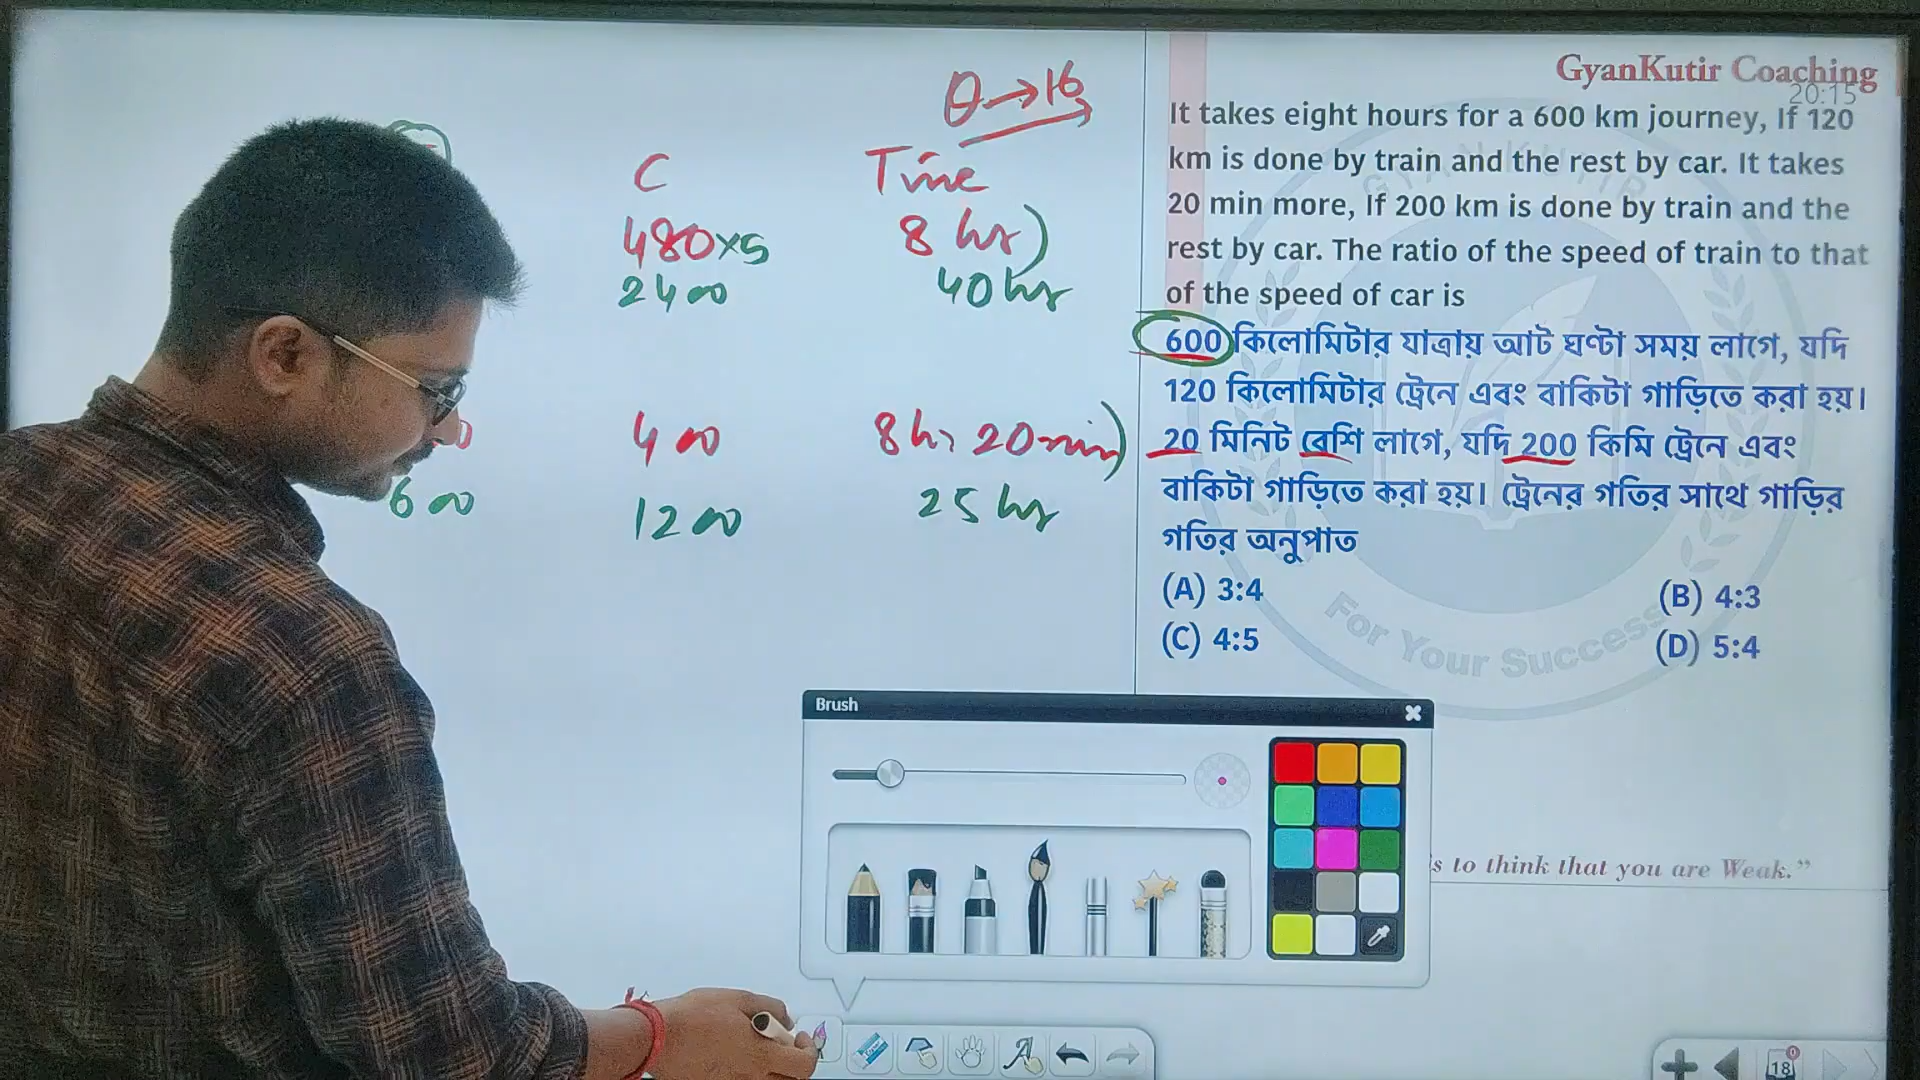 GyanKutir Coaching
20:15
It takes eight hours for a 600 km journey, If 120
km is done by train and the rest by car. It takes
20 min more, If 200 km is done by train and the
rest by car. The ratio of the speed of train to that
of the speed of car is
600 কিলোমিটার যাত্রায় আট ঘণ্টা সময় লাগে, যদি
120 কিলোমিটার ট্রেনে এবং বাকিটা গাড়িতে করা হয়।
20 মিনিট বেশি লাগে, যদি 200 কিমি ট্রেনে এবং
বাকিটা গাড়িতে করা হয়। ট্রেনের গতির সাথে গাড়ির
গতির অনুপাত
(A) 3:4 (B) 4:3
(C) 4:5 (D) 5:4
For Your Success
s to think that you are Weak.”
θ→16
C Time
480×5 8 hr)
2400 40 hr
400 8 hr 20 min)
600 1200 25 hr
Brush
18